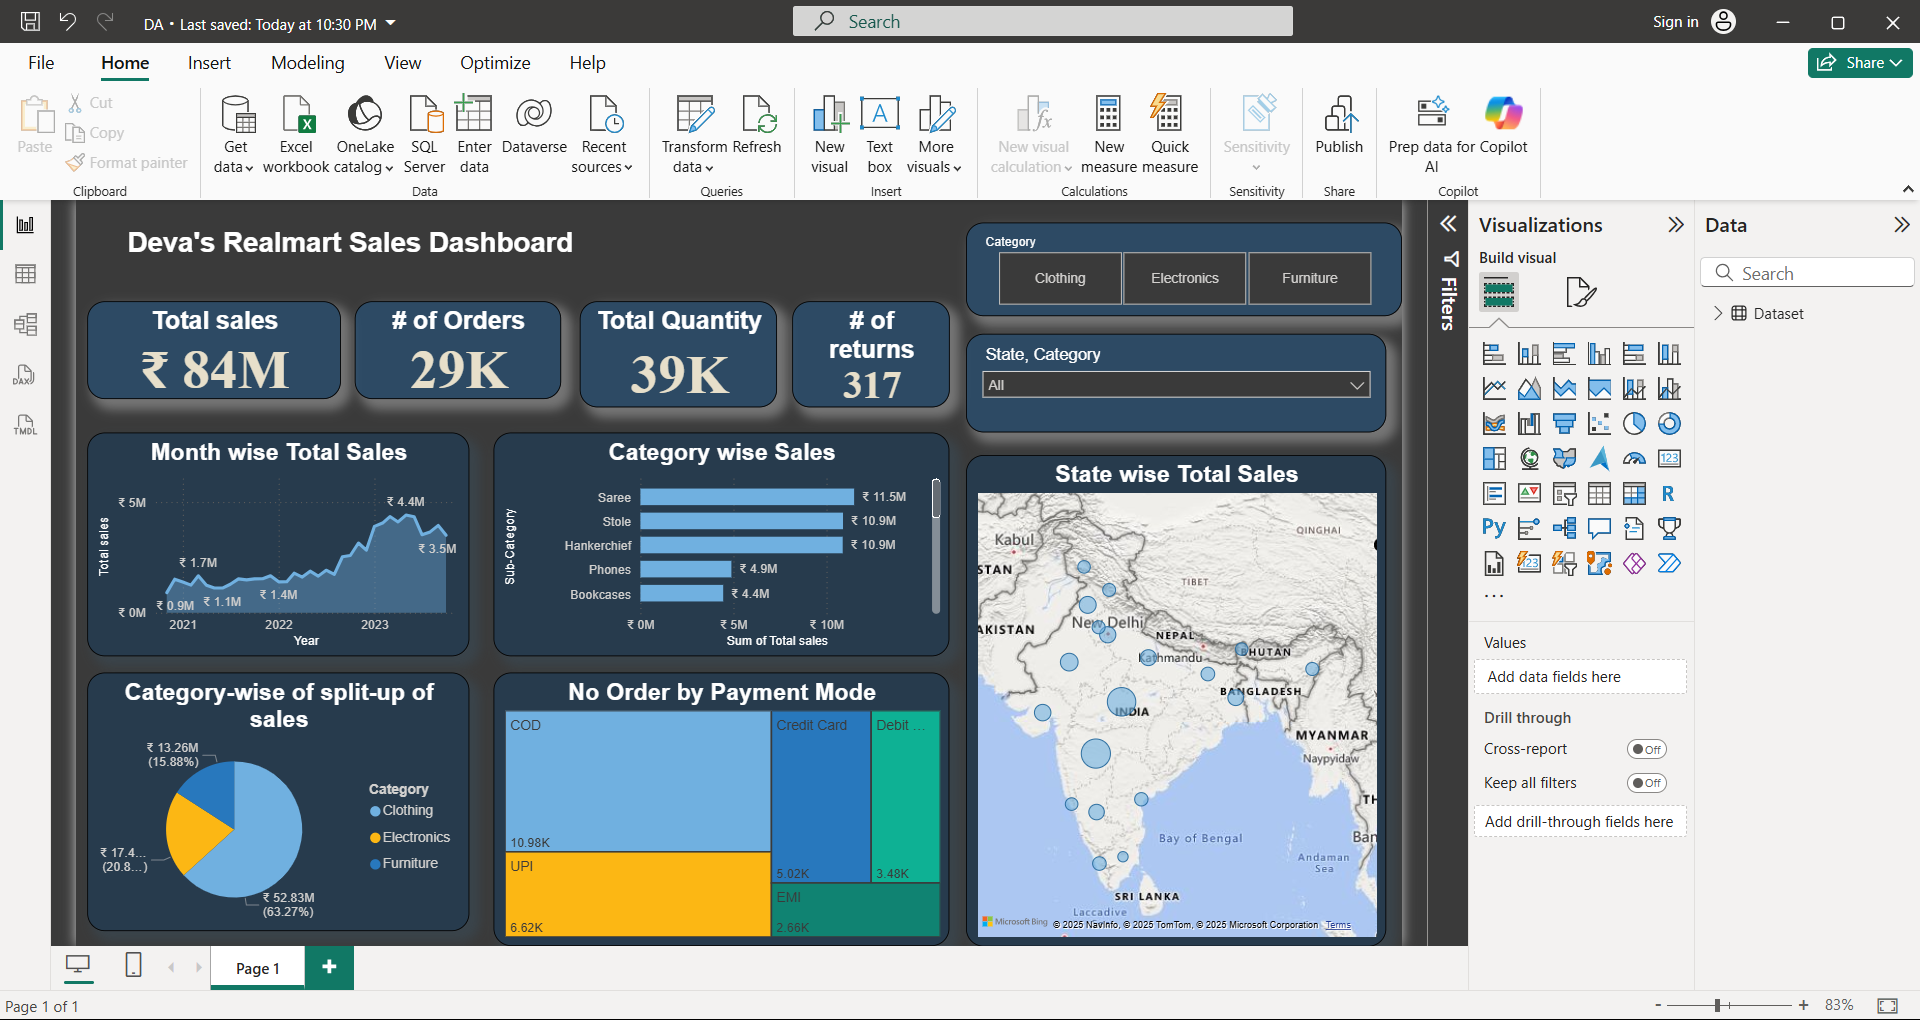 DA • Last saved: Today at 10:30 PM
Search
Sign in
File
Home
Insert
Modeling
View
Optimize
Help
Share
Paste
Cut
Copy
Format painter
Clipboard
Get data
Excel workbook
OneLake catalog
SQL Server
Enter data
Dataverse
Recent sources
Data
Transform data
Refresh
Queries
New visual
Text box
More visuals
Insert
New visual calculation
New measure
Quick measure
Calculations
Sensitivity
Sensitivity
Publish
Share
Prep data for AI
Copilot
Copilot
Deva's Realmart Sales Dashboard
Category
Clothing
Electronics
Furniture
Total sales
₹ 84M
# of Orders
29K
Total Quantity
39K
# of
returns
317
State, Category
All
Month wise Total Sales
Total sales
₹ 5M
₹ 0M
₹ 0.9M
₹ 1.7M
₹ 1.1M
₹ 1.4M
₹ 4.4M
₹ 3.5M
2021
2022
2023
Year
Category wise Sales
Sub-Category
Saree
₹ 11.5M
Stole
₹ 10.9M
Hankerchief
₹ 10.9M
Phones
₹ 4.9M
Bookcases
₹ 4.4M
₹ 0M
₹ 5M
₹ 10M
Sum of Total sales
State wise Total Sales
QINGHAI
Kabul
STAN
TIBET
AKISTAN
New Delhi
NEPAL
Kathmandu
BHUTAN
BANGLADESH
INDIA
MYANMAR
Naypyidaw
TH
Ban
Bay of Bengal
Andaman
Sea
SRI LANKA
Laccadive
Microsoft Bing
© 2025 NavInfo, © 2025 TomTom, © 2025 Microsoft Corporation
Terms
Category-wise of split-up of
sales
₹ 13.26M
(15.88%)
₹ 17.4...
(20.8...)
₹ 52.83M
(63.27%)
Category
Clothing
Electronics
Furniture
No Order by Payment Mode
COD
10.98K
UPI
6.62K
Credit Card
5.02K
Debit ...
3.48K
EMI
2.66K
Filters
Visualizations
Build visual
123
R
Py
123
...
Values
Add data fields here
Drill through
Cross-report
Off
Keep all filters
Off
Add drill-through fields here
Data
Search
Dataset
DAX
TMDL
Page 1
Page 1 of 1
- + 83%